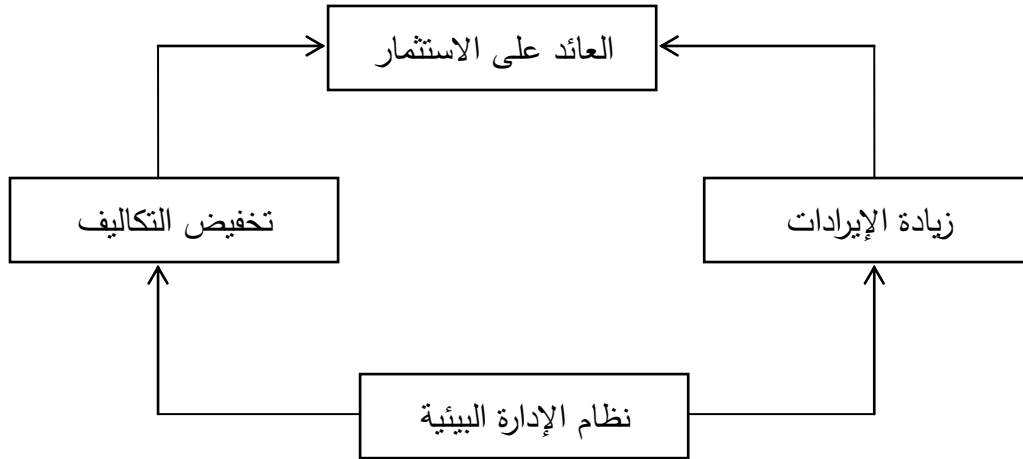 العائد على الاستثمار
زيادة الإيرادات
تخفيض التكاليف
نظام الإدارة البيئية